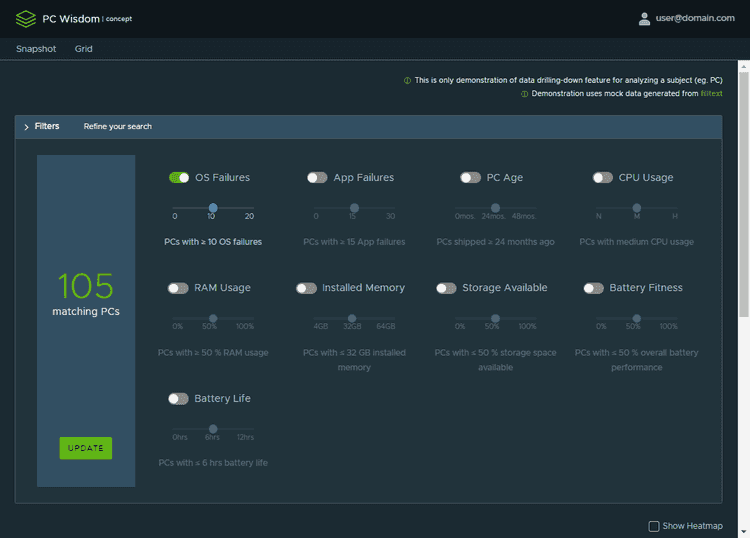 PC Wisdom | concept
user@domain.com
Snapshot Grid
This is only demonstration of data drilling-down feature for analyzing a subject (eg. PC)
Demonstration uses mock data generated from filltext
Filters Refine your search
OS Failures App Failures PC Age CPU Usage
0 10 20 0 15 30 0mos. 24mos. 48mos. N M H
PCs with ≥ 10 OS failures PCs with ≥ 15 App failures PCs shipped ≥ 24 months ago PCs with medium CPU usage
105
matching PCs
RAM Usage Installed Memory Storage Available Battery Fitness
0% 50% 100% 4GB 32GB 64GB 0% 50% 100% 0% 50% 100%
PCs with ≥ 50 % RAM usage PCs with ≤ 32 GB installed memory PCs with ≤ 50 % storage space available PCs with ≤ 50 % overall battery performance
Battery Life
0hrs 6hrs 12hrs
PCs with ≤ 6 hrs battery life
UPDATE
Show Heatmap